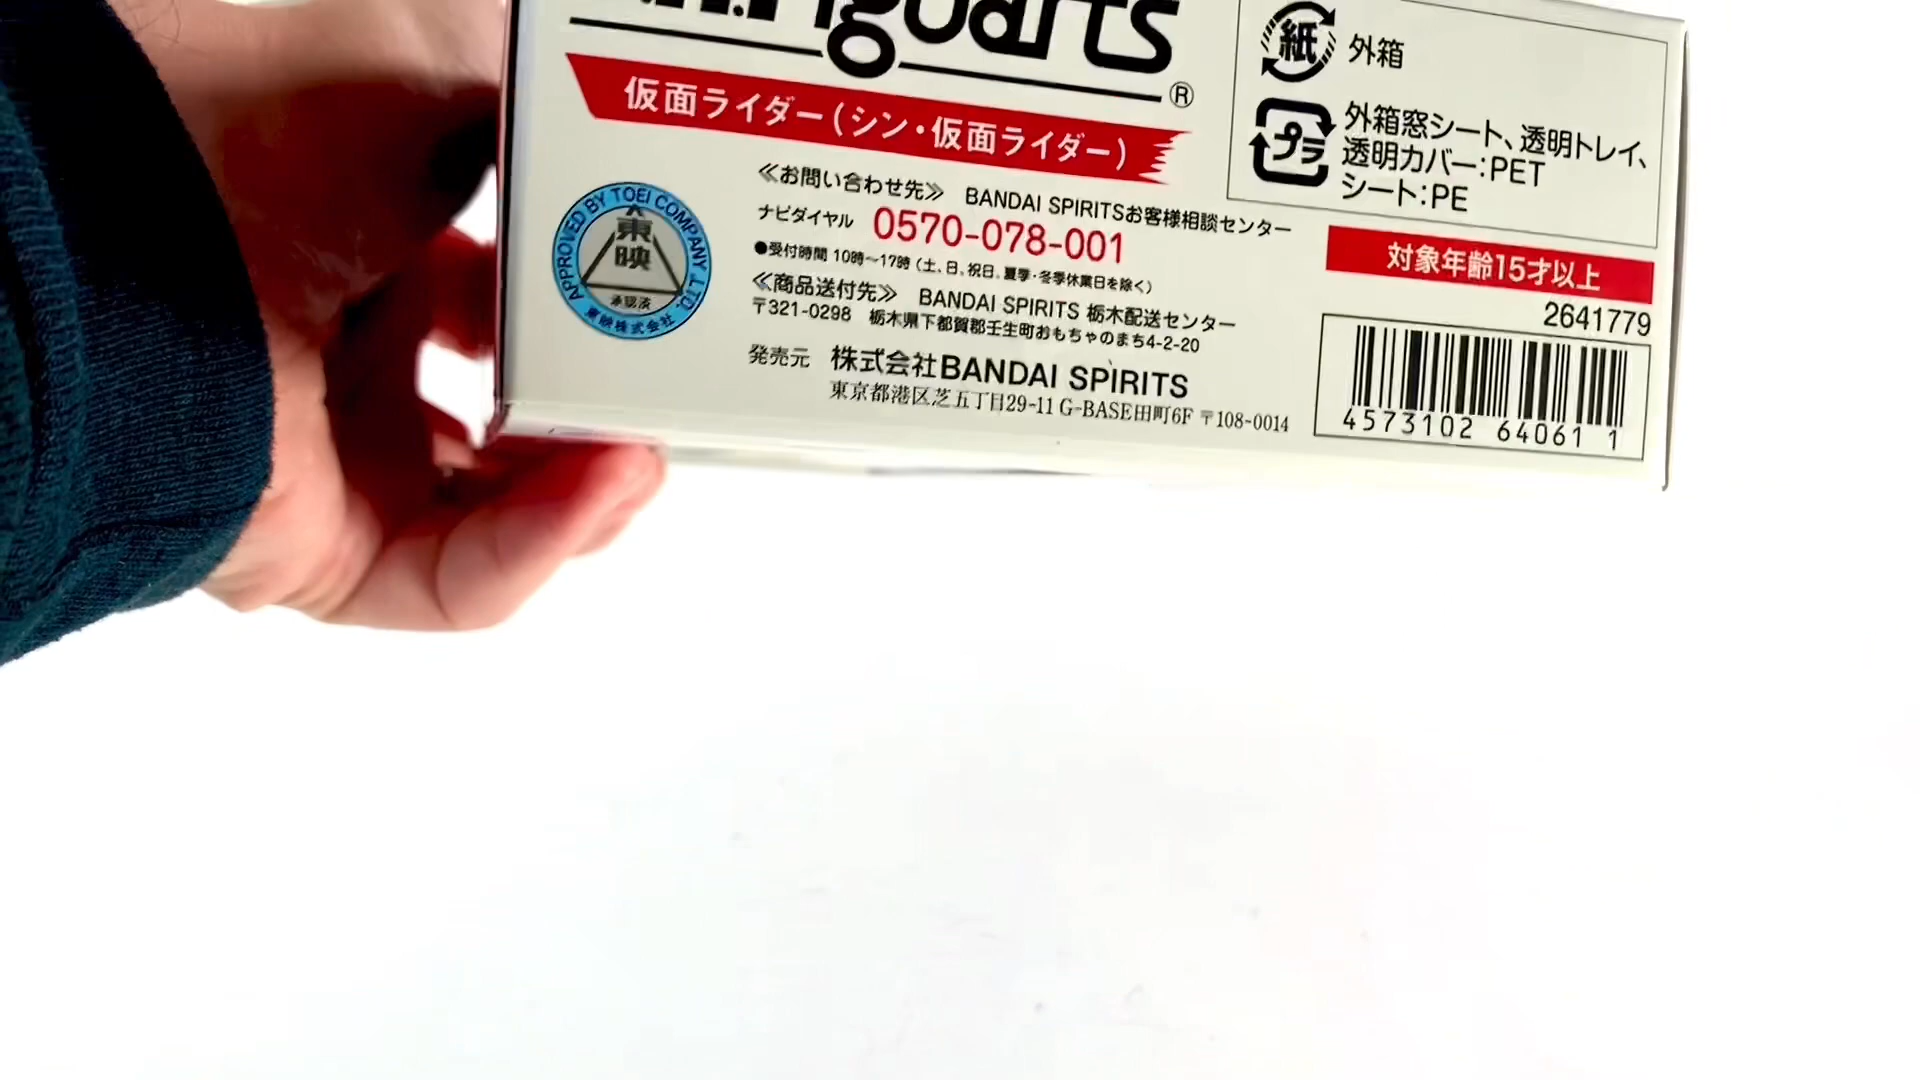 Figuarts
®
仮面ライダー(シン・仮面ライダー)
紙 外箱
プラ 外箱窓シート、透明トレイ、
透明カバー:PET
シート:PE
≪お問い合わせ先≫ BANDAI SPIRITSお客様相談センター
ナビダイヤル 0570-078-001
●受付時間 10時~17時(土、日、祝日、夏季・冬季休業日を除く)
≪商品送付先≫ BANDAI SPIRITS 栃木配送センター
〒321-0298 栃木県下都賀郡壬生町おもちゃのまち4-2-20
発売元 株式会社BANDAI SPIRITS
東京都港区芝五丁目29-11 G-BASE田町6F 〒108-0014
APPROVED BY TOEI COMPANY, LTD.
東映
承認済
東映株式会社
対象年齢15才以上
2641779
4573102 64061 1